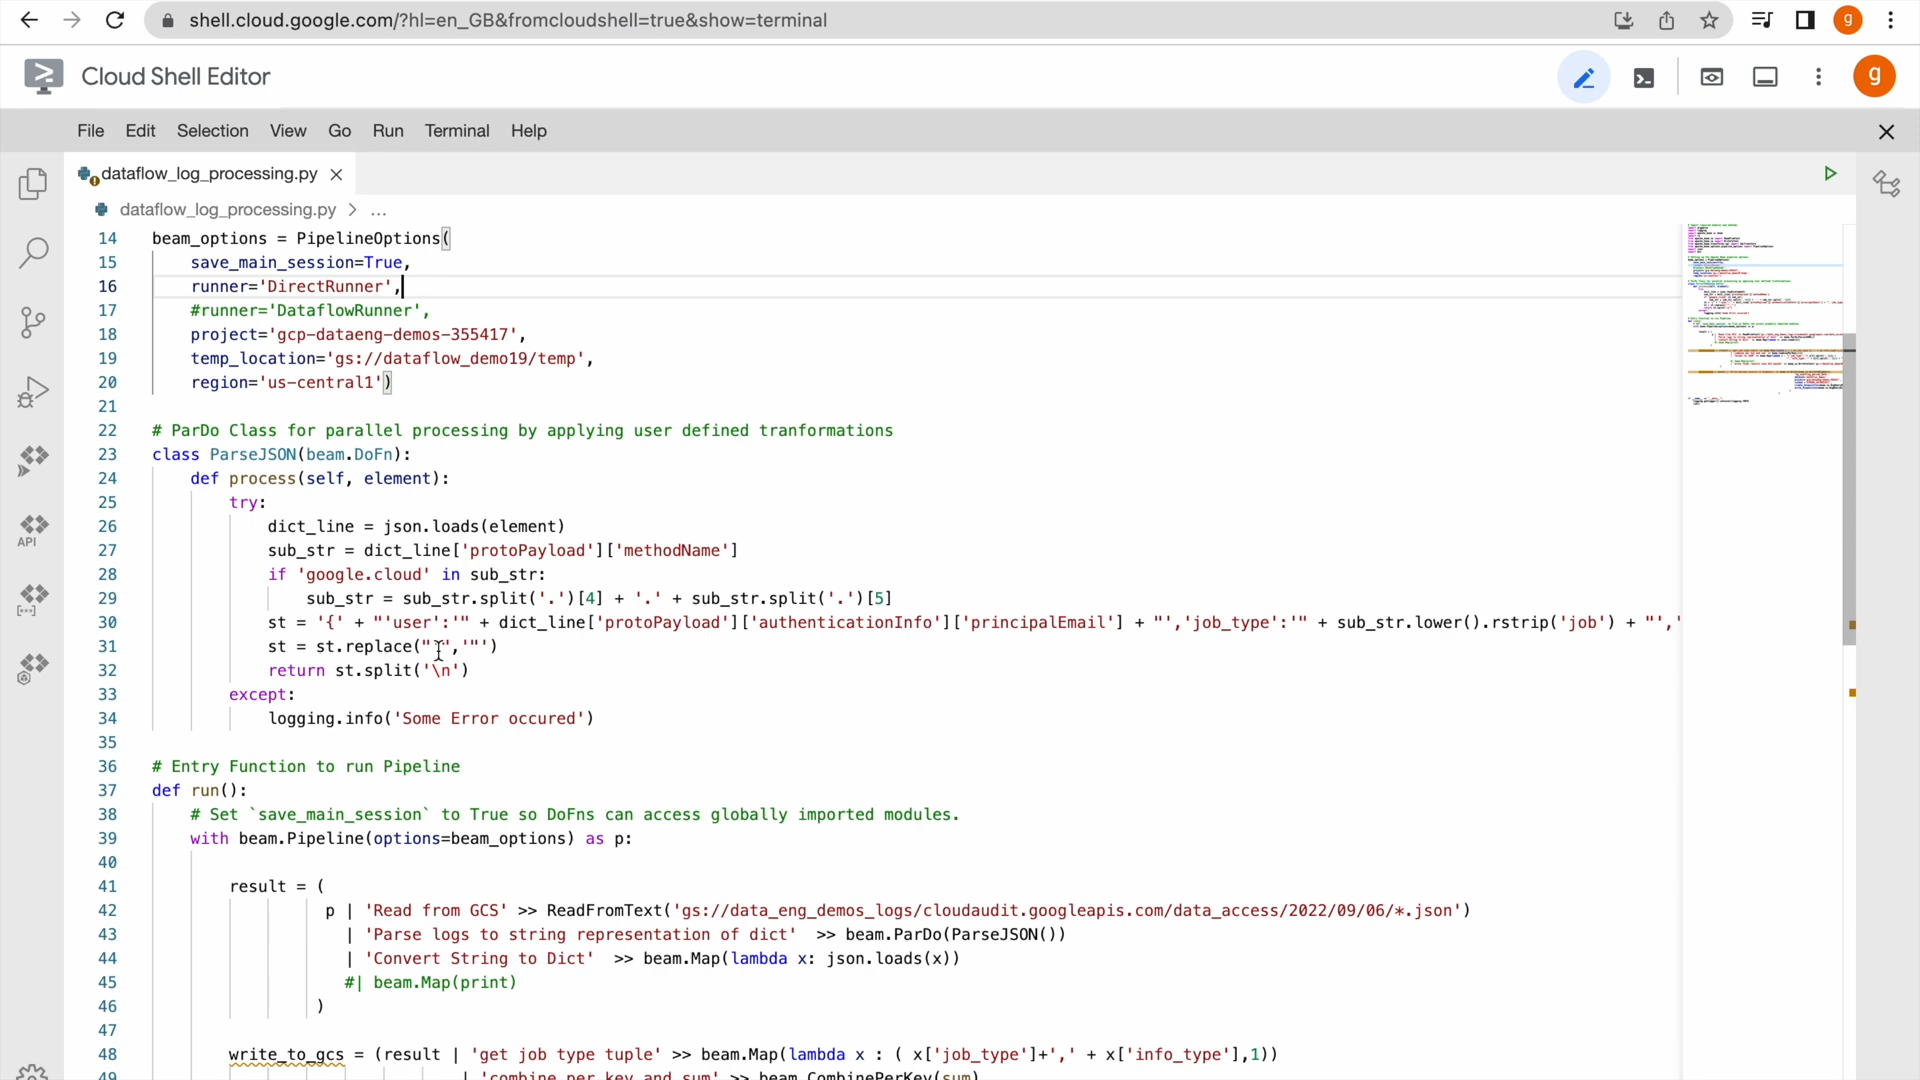 shell.cloud.google.com/?hl=en_GB&fromcloudshell=true&show=terminal
g
Cloud Shell Editor
g
File Edit Selection View Go Run Terminal Help
dataflow_log_processing.py
dataflow_log_processing.py > ...
14 beam_options = PipelineOptions(
15 save_main_session=True,
16 runner='DirectRunner',
17 #runner='DataflowRunner',
18 project='gcp-dataeng-demos-355417',
19 temp_location='gs://dataflow_demo19/temp',
20 region='us-central1')
21
22 # ParDo Class for parallel processing by applying user defined tranformations
23 class ParseJSON(beam.DoFn):
24 def process(self, element):
25 try:
26 dict_line = json.loads(element)
27 sub_str = dict_line['protoPayload']['methodName']
28 if 'google.cloud' in sub_str:
29 sub_str = sub_str.split('.')[4] + '.' + sub_str.split('.')[5]
30 st = '{' + "'user':'" + dict_line['protoPayload']['authenticationInfo']['principalEmail'] + "','job_type':'" + sub_str.lower().rstrip('job') + "','
31 st = st.replace("'",'"')
32 return st.split('\n')
33 except:
34 logging.info('Some Error occured')
35
36 # Entry Function to run Pipeline
37 def run():
38 # Set `save_main_session` to True so DoFns can access globally imported modules.
39 with beam.Pipeline(options=beam_options) as p:
40
41 result = (
42 p | 'Read from GCS' >> ReadFromText('gs://data_eng_demos_logs/cloudaudit.googleapis.com/data_access/2022/09/06/*.json')
43 | 'Parse logs to string representation of dict' >> beam.ParDo(ParseJSON())
44 | 'Convert String to Dict' >> beam.Map(lambda x: json.loads(x))
45 #| beam.Map(print)
46 )
47
48 write_to_gcs = (result | 'get job type tuple' >> beam.Map(lambda x : ( x['job_type']+',' + x['info_type'],1))
49 | 'combine per key and sum' >> beam.CombinePerKey(sum)
API